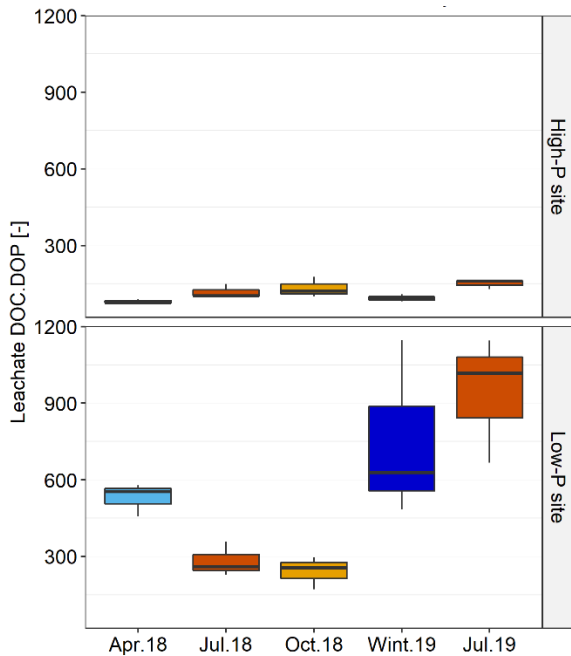 1200
900
600
300
High-P site
Leachate DOC.DOP [-]
1200
900
600
300
Low-P site
Apr.18 Jul.18 Oct.18 Wint.19 Jul.19